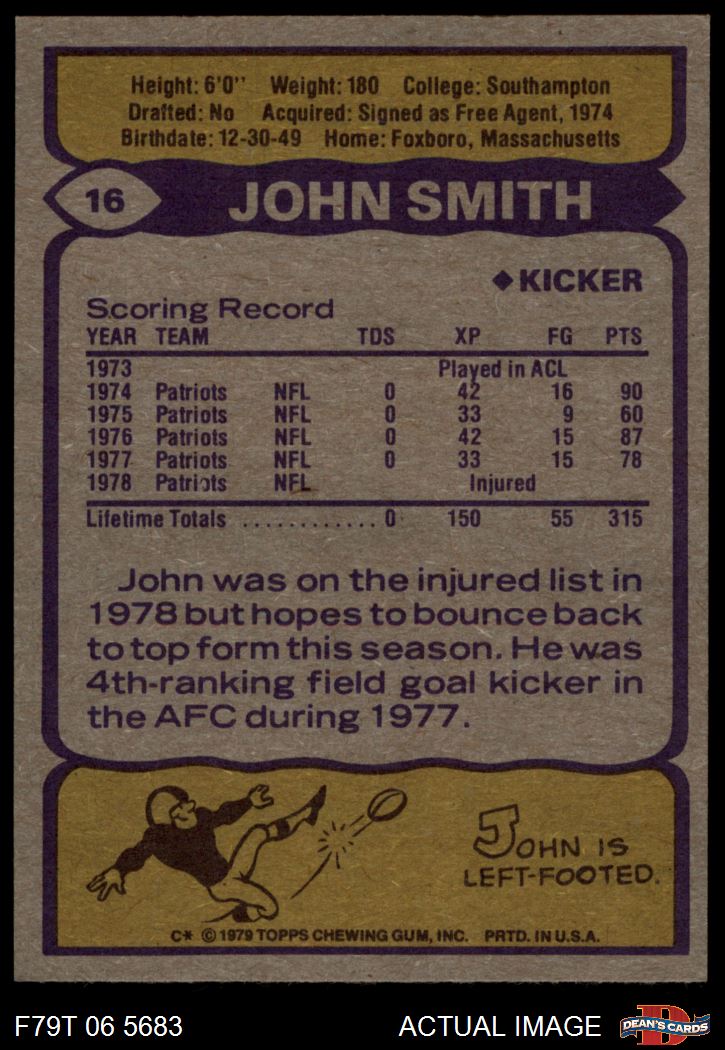 Height: 6'0" Weight: 180 College: Southampton
Drafted: No Acquired: Signed as Free Agent, 1974
Birthdate: 12-30-49 Home: Foxboro, Massachusetts
16 JOHN SMITH
◆KICKER
Scoring Record
YEAR TEAM TDS XP FG PTS
1973 Played in ACL
1974 Patriots NFL 0 42 16 90
1975 Patriots NFL 0 33 9 60
1976 Patriots NFL 0 42 15 87
1977 Patriots NFL 0 33 15 78
1978 Patriots NFL Injured
Lifetime Totals ............ 0 150 55 315
John was on the injured list in
1978 but hopes to bounce back
to top form this season. He was
4th-ranking field goal kicker in
the AFC during 1977.
JOHN IS
LEFT-FOOTED.
C* © 1979 TOPPS CHEWING GUM, INC. PRTD. IN U.S.A.
F79T 06 5683 ACTUAL IMAGE D DEAN'S CARDS